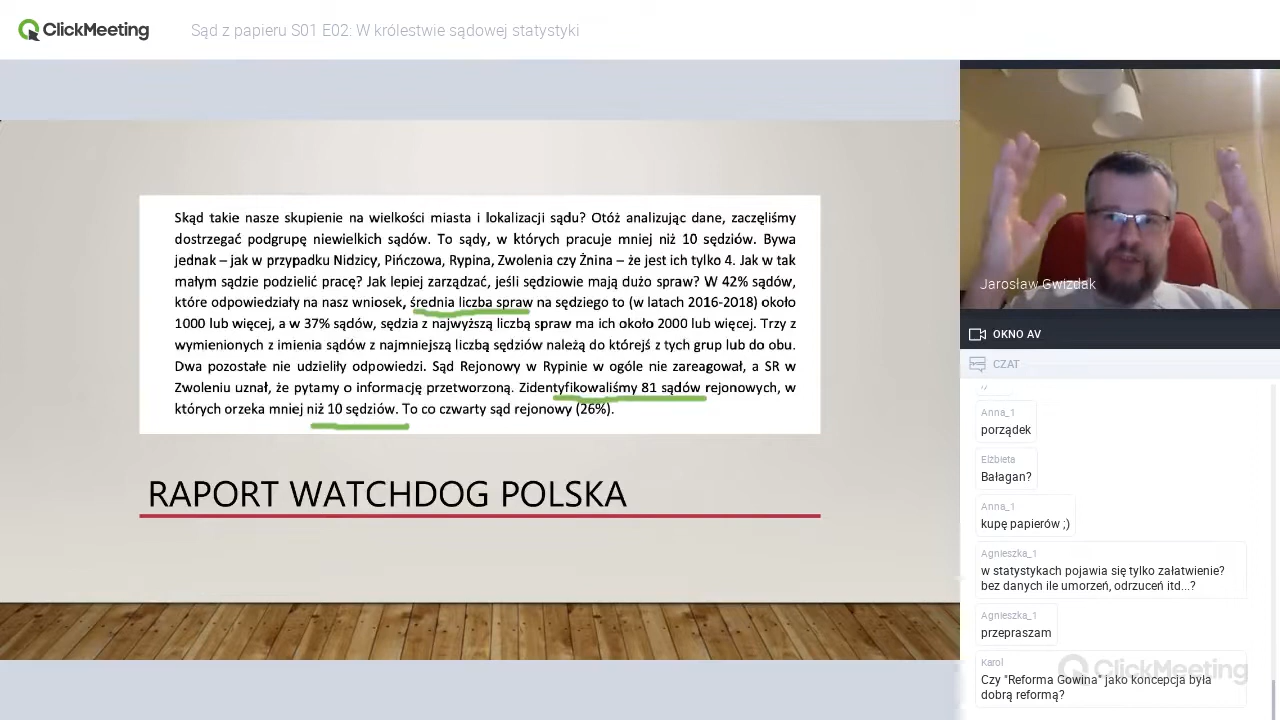 ClickMeeting
Sąd z papieru S01 E02: W królestwie sądowej statystyki
Skąd takie nasze skupienie na wielkości miasta i lokalizacji sądu? Otóż analizując dane, zaczęliśmy
dostrzegać podgrupę niewielkich sądów. To sądy, w których pracuje mniej niż 10 sędziów. Bywa
jednak – jak w przypadku Nidzicy, Pińczowa, Rypina, Zwolenia czy Żnina – że jest ich tylko 4. Jak w tak
małym sądzie podzielić pracę? Jak lepiej zarządzać, jeśli sędziowie mają dużo spraw? W 42% sądów,
które odpowiedziały na nasz wniosek, średnia liczba spraw na sędziego to (w latach 2016-2018) około
1000 lub więcej, a w 37% sądów, sędzia z najwyższą liczbą spraw ma ich około 2000 lub więcej. Trzy z
wymienionych z imienia sądów z najmniejszą liczbą sędziów należą do którejś z tych grup lub do obu.
Dwa pozostałe nie udzieliły odpowiedzi. Sąd Rejonowy w Rypinie w ogóle nie zareagował, a SR w
Zwoleniu uznał, że pytamy o informację przetworzoną. Zidentyfikowaliśmy 81 sądów rejonowych, w
których orzeka mniej niż 10 sędziów. To co czwarty sąd rejonowy (26%).
RAPORT WATCHDOG POLSKA
Jarosław Gwizdak
OKNO AV
CZAT
Anna_1
porządek
Elżbieta
Bałagan?
Anna_1
kupę papierów ;)
Agnieszka_1
w statystykach pojawia się tylko załatwienie?
bez danych ile umorzeń, odrzuceń itd...?
Agnieszka_1
przepraszam
Karol
Czy "Reforma Gowina" jako koncepcja była
dobrą reformą?
ClickMeeting